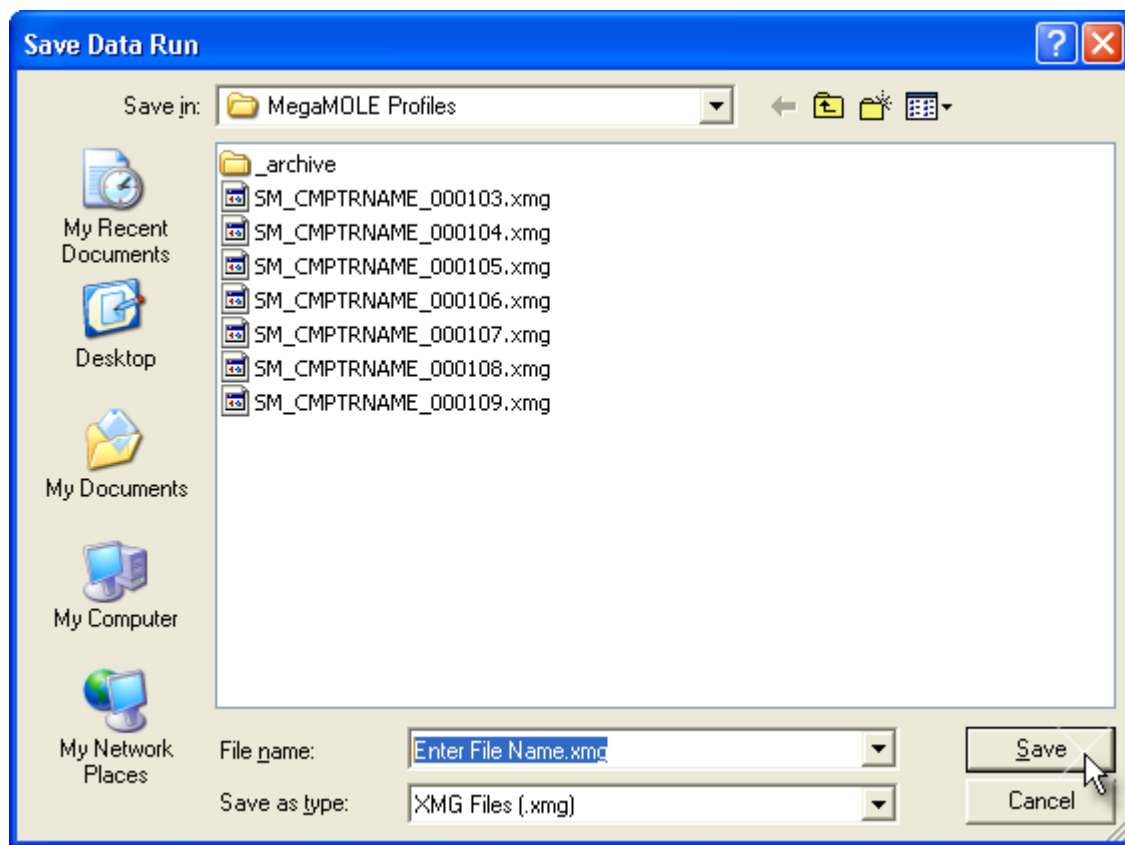 Save Data Run
Save in:
MegaMOLE Profiles
_archive
SM_CMPTRNAME_000103.xmg
SM_CMPTRNAME_000104.xmg
SM_CMPTRNAME_000105.xmg
SM_CMPTRNAME_000106.xmg
SM_CMPTRNAME_000107.xmg
SM_CMPTRNAME_000108.xmg
SM_CMPTRNAME_000109.xmg
My Recent
Documents
Desktop
My Documents
My Computer
My Network
Places
File name:
Enter File Name.xmg
Save
Save as type:
XMG Files (.xmg)
Cancel